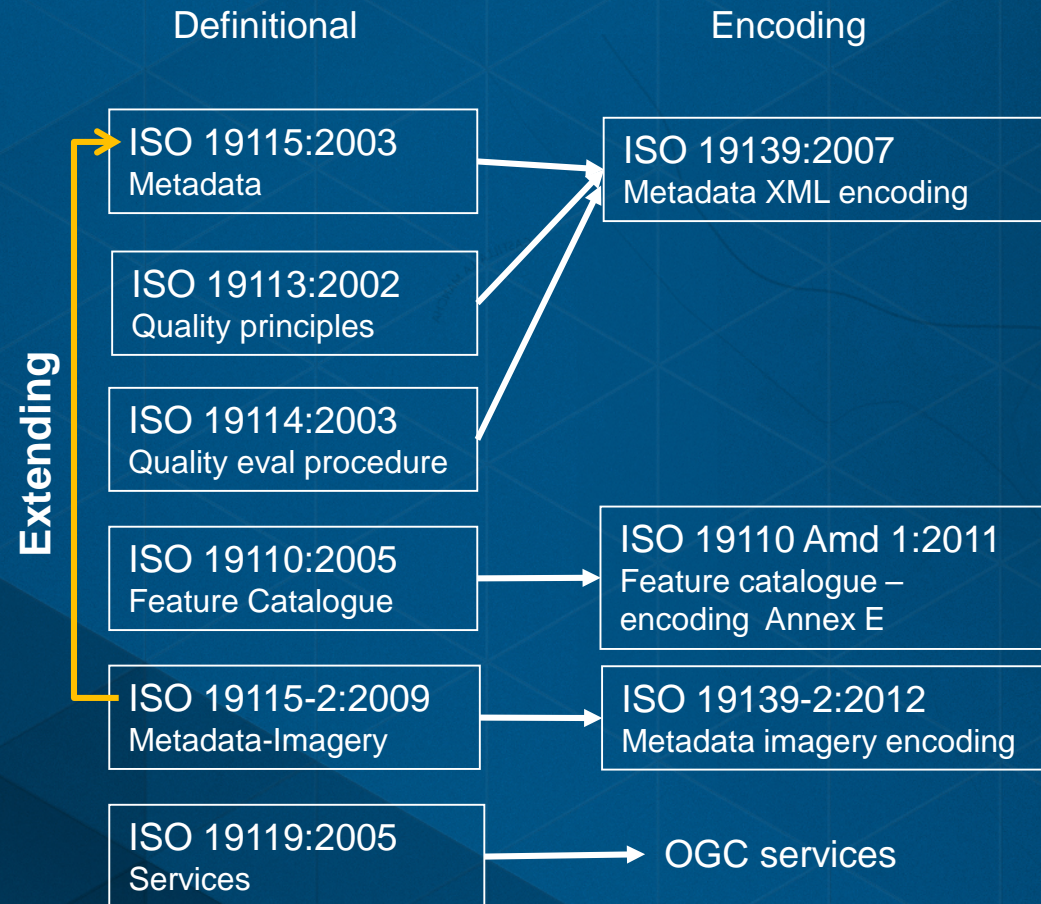 Definitional
Encoding
Extending
ISO 19115:2003
Metadata
ISO 19139:2007
Metadata XML encoding
ISO 19113:2002
Quality principles
ISO 19114:2003
Quality eval procedure
ISO 19110:2005
Feature Catalogue
ISO 19110 Amd 1:2011
Feature catalogue –
encoding Annex E
ISO 19115-2:2009
Metadata-Imagery
ISO 19139-2:2012
Metadata imagery encoding
ISO 19119:2005
Services
OGC services